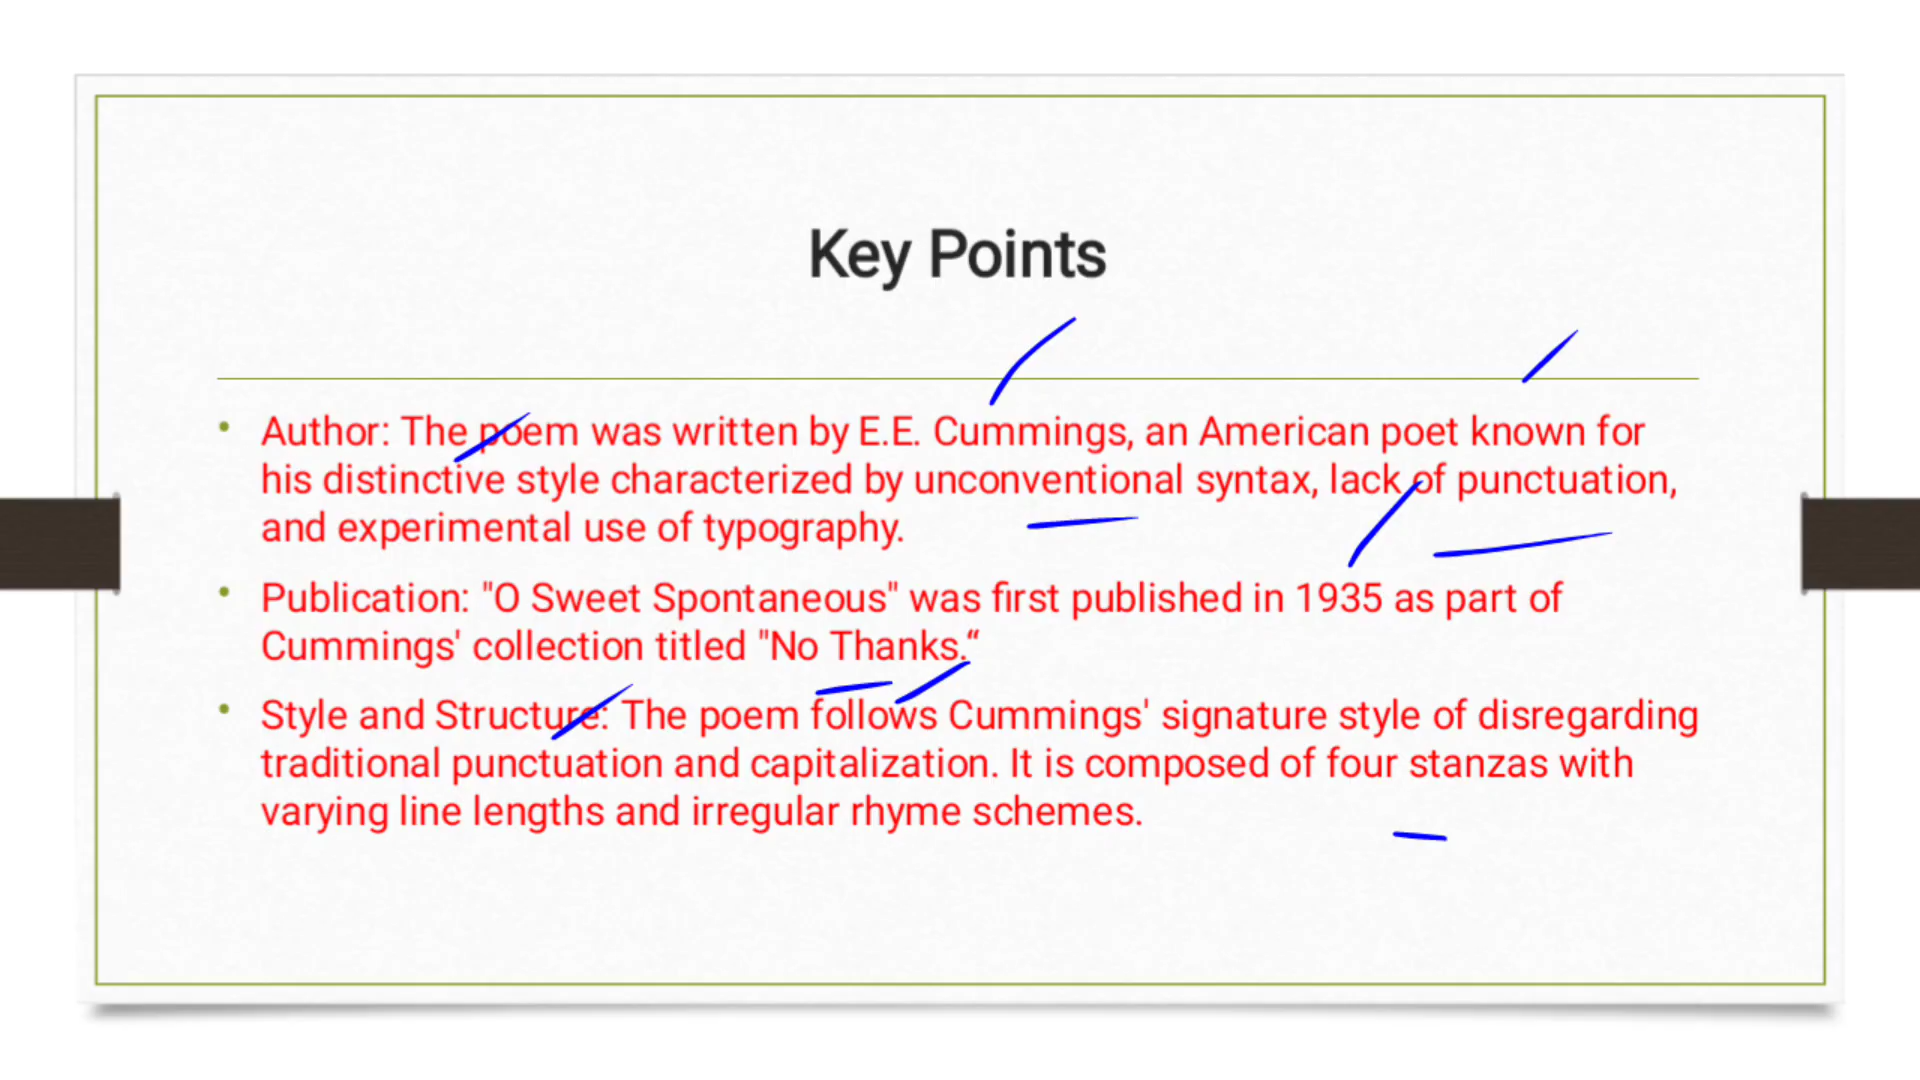 Key Points
• Author: The poem was written by E.E. Cummings, an American poet known for
his distinctive style characterized by unconventional syntax, lack of punctuation,
and experimental use of typography.
• Publication: "O Sweet Spontaneous" was first published in 1935 as part of
Cummings' collection titled "No Thanks.“
• Style and Structure: The poem follows Cummings' signature style of disregarding
traditional punctuation and capitalization. It is composed of four stanzas with
varying line lengths and irregular rhyme schemes.